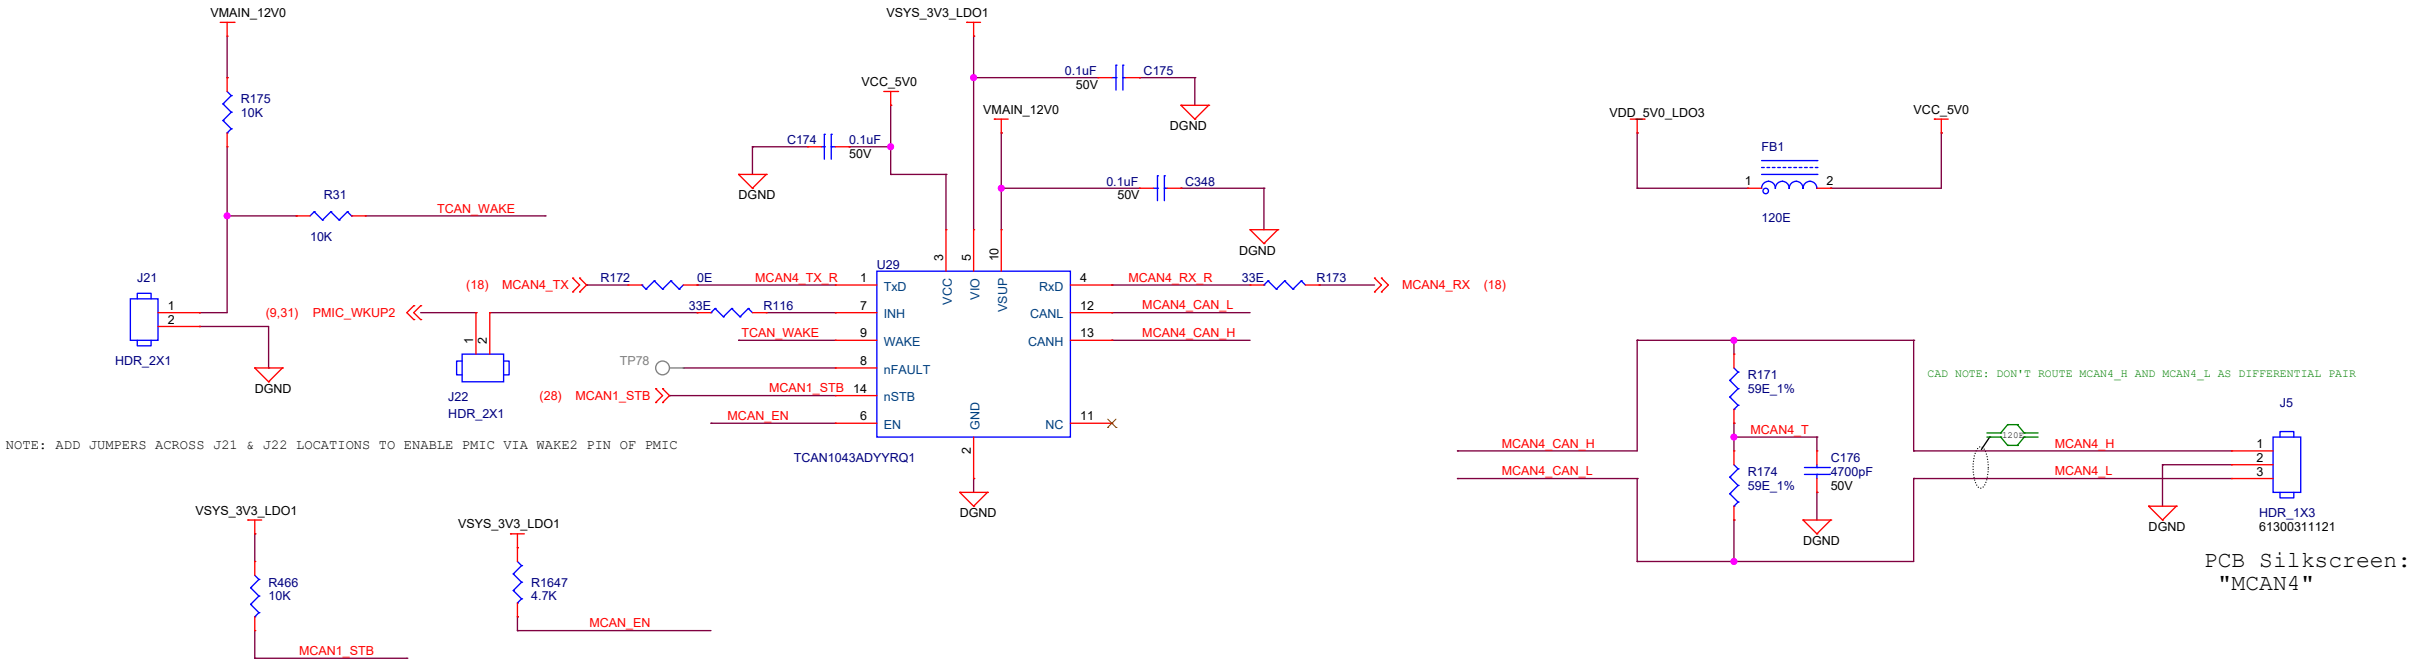 VMAIN_12V0
R175
10K
R31
10K
TCAN_WAKE
J21
1
2
HDR_2X1
DGND
VSYS_3V3_LDO1
0.1uF
50V
C175
DGND
VCC_5V0
C174
0.1uF
50V
DGND
VMAIN_12V0
0.1uF
50V
C348
DGND
VDD_5V0_LDO3
VCC_5V0
FB1
1
2
120E
(18) MCAN4_TX
R172
0E
MCAN4_TX_R
1
(9,31) PMIC_WKUP2
33E
R116
7
1
2
J22
HDR_2X1
TCAN_WAKE
9
TP78
8
(28) MCAN1_STB
MCAN1_STB
14
MCAN_EN
6
U29
3
5
10
VCC
VIO
VSUP
TxD
INH
WAKE
nFAULT
nSTB
EN
RxD
CANL
CANH
NC
GND
2
TCAN1043ADYYRQ1
DGND
4
MCAN4_RX_R
33E
R173
MCAN4_RX (18)
12
MCAN4_CAN_L
13
MCAN4_CAN_H
11
NOTE: ADD JUMPERS ACROSS J21 & J22 LOCATIONS TO ENABLE PMIC VIA WAKE2 PIN OF PMIC
VSYS_3V3_LDO1
R466
10K
MCAN1_STB
VSYS_3V3_LDO1
R1647
4.7K
MCAN_EN
MCAN4_CAN_H
MCAN4_CAN_L
R171
59E_1%
MCAN4_T
R174
59E_1%
C176
4700pF
50V
DGND
CAD NOTE: DON'T ROUTE MCAN4_H AND MCAN4_L AS DIFFERENTIAL PAIR
120E
MCAN4_H
MCAN4_L
J5
1
2
3
DGND
HDR_1X3
61300311121
PCB Silkscreen:
"MCAN4"